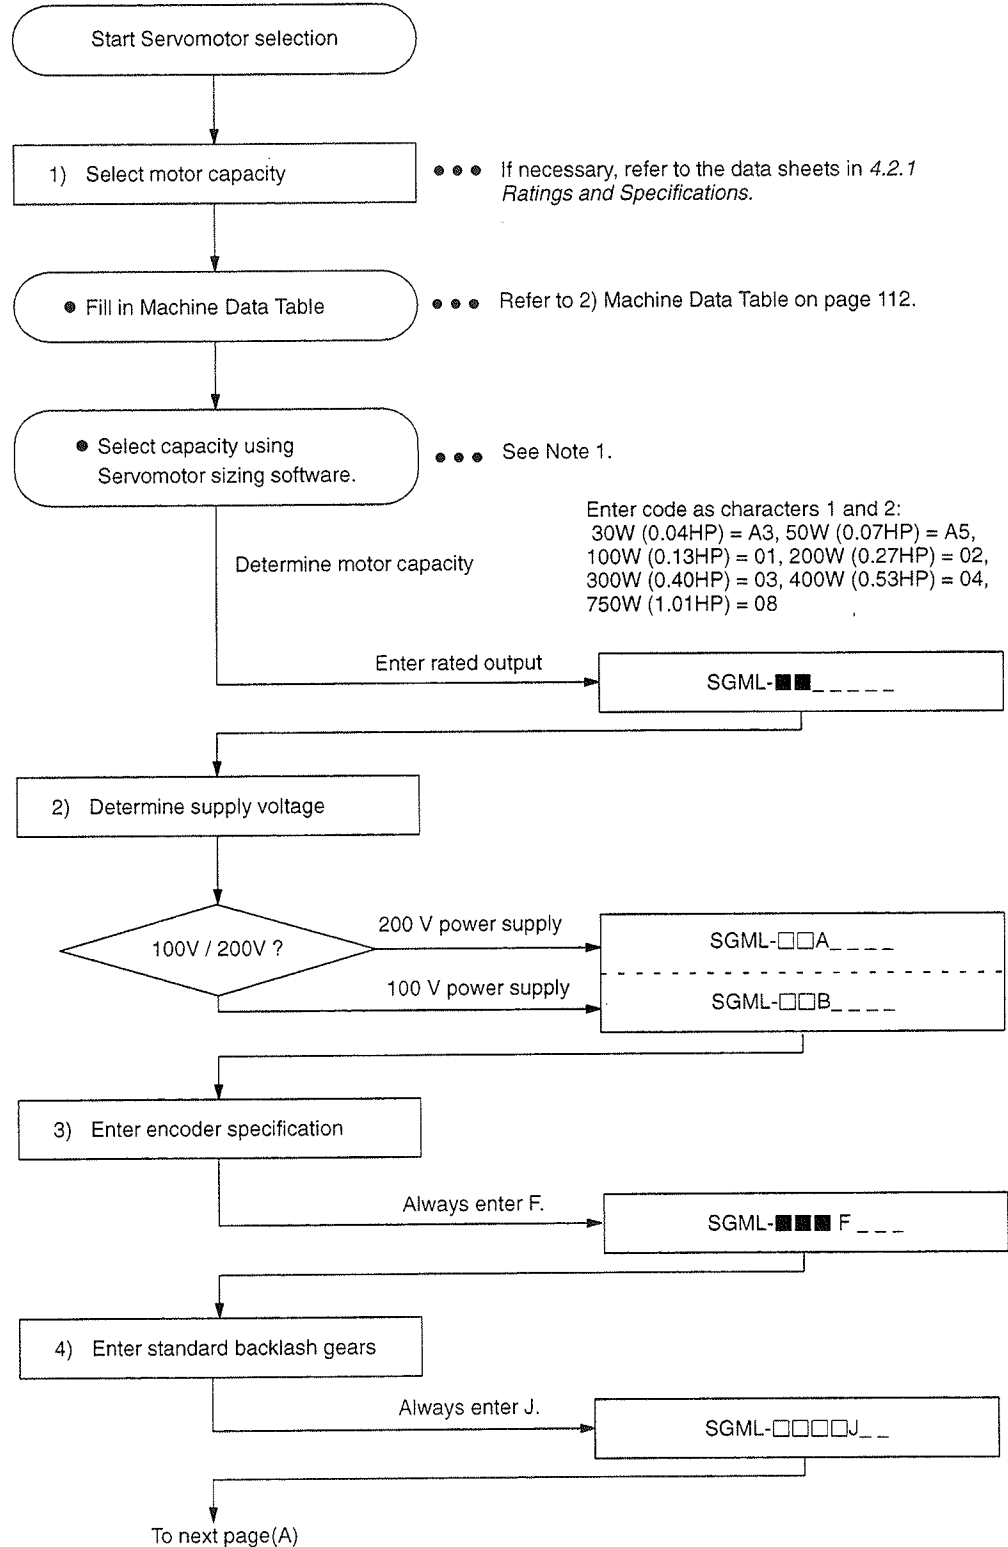 Start Servomotor selection
1) Select motor capacity
● ● ● If necessary, refer to the data sheets in 4.2.1
Ratings and Specifications.
● Fill in Machine Data Table
● ● ● Refer to 2) Machine Data Table on page 112.
● Select capacity using
Servomotor sizing software.
● ● ● See Note 1.
Enter code as characters 1 and 2:
30W (0.04HP) = A3, 50W (0.07HP) = A5,
100W (0.13HP) = 01, 200W (0.27HP) = 02,
300W (0.40HP) = 03, 400W (0.53HP) = 04,
750W (1.01HP) = 08
Determine motor capacity
Enter rated output
SGML-■■_ _ _ _ _
2) Determine supply voltage
100V / 200V ?
200 V power supply
SGML-□□A_ _ _ _
100 V power supply
SGML-□□B_ _ _ _
3) Enter encoder specification
Always enter F.
SGML-■■■ F _ _ _
4) Enter standard backlash gears
Always enter J.
SGML-□□□□J_ _
To next page(A)